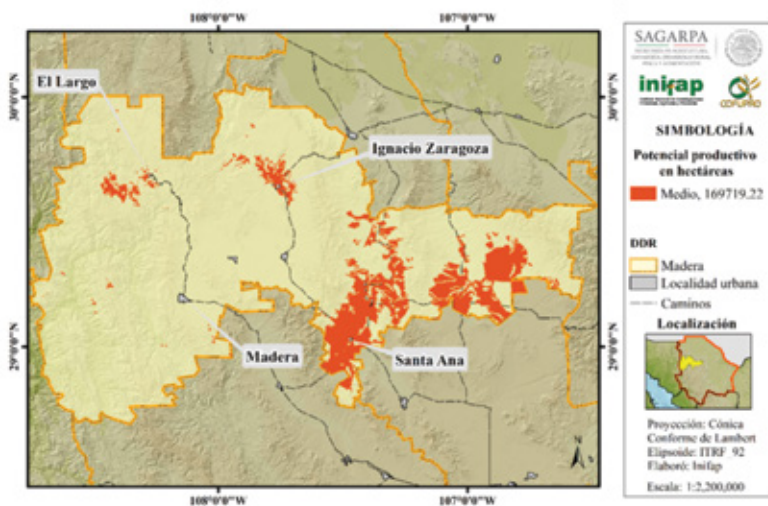 108°0'0"W
107°0'0"W
30°0'0"N
30°0'0"N
El Largo
Ignacio Zaragoza
Madera
Santa Ana
29°0'0"N
29°0'0"N
108°0'0"W
107°0'0"W
N
SAGARPA
inifap
COFUPRO
SIMBOLOGÍA
Potencial productivo
en hectáreas
Medio, 169719.22
DDR
Madera
Localidad urbana
Caminos
Localización
Proyección: Cónica
Conforme de Lambert
Elipsoide: ITRF 92
Elaboró: Inifap
Escala: 1:2,200,000